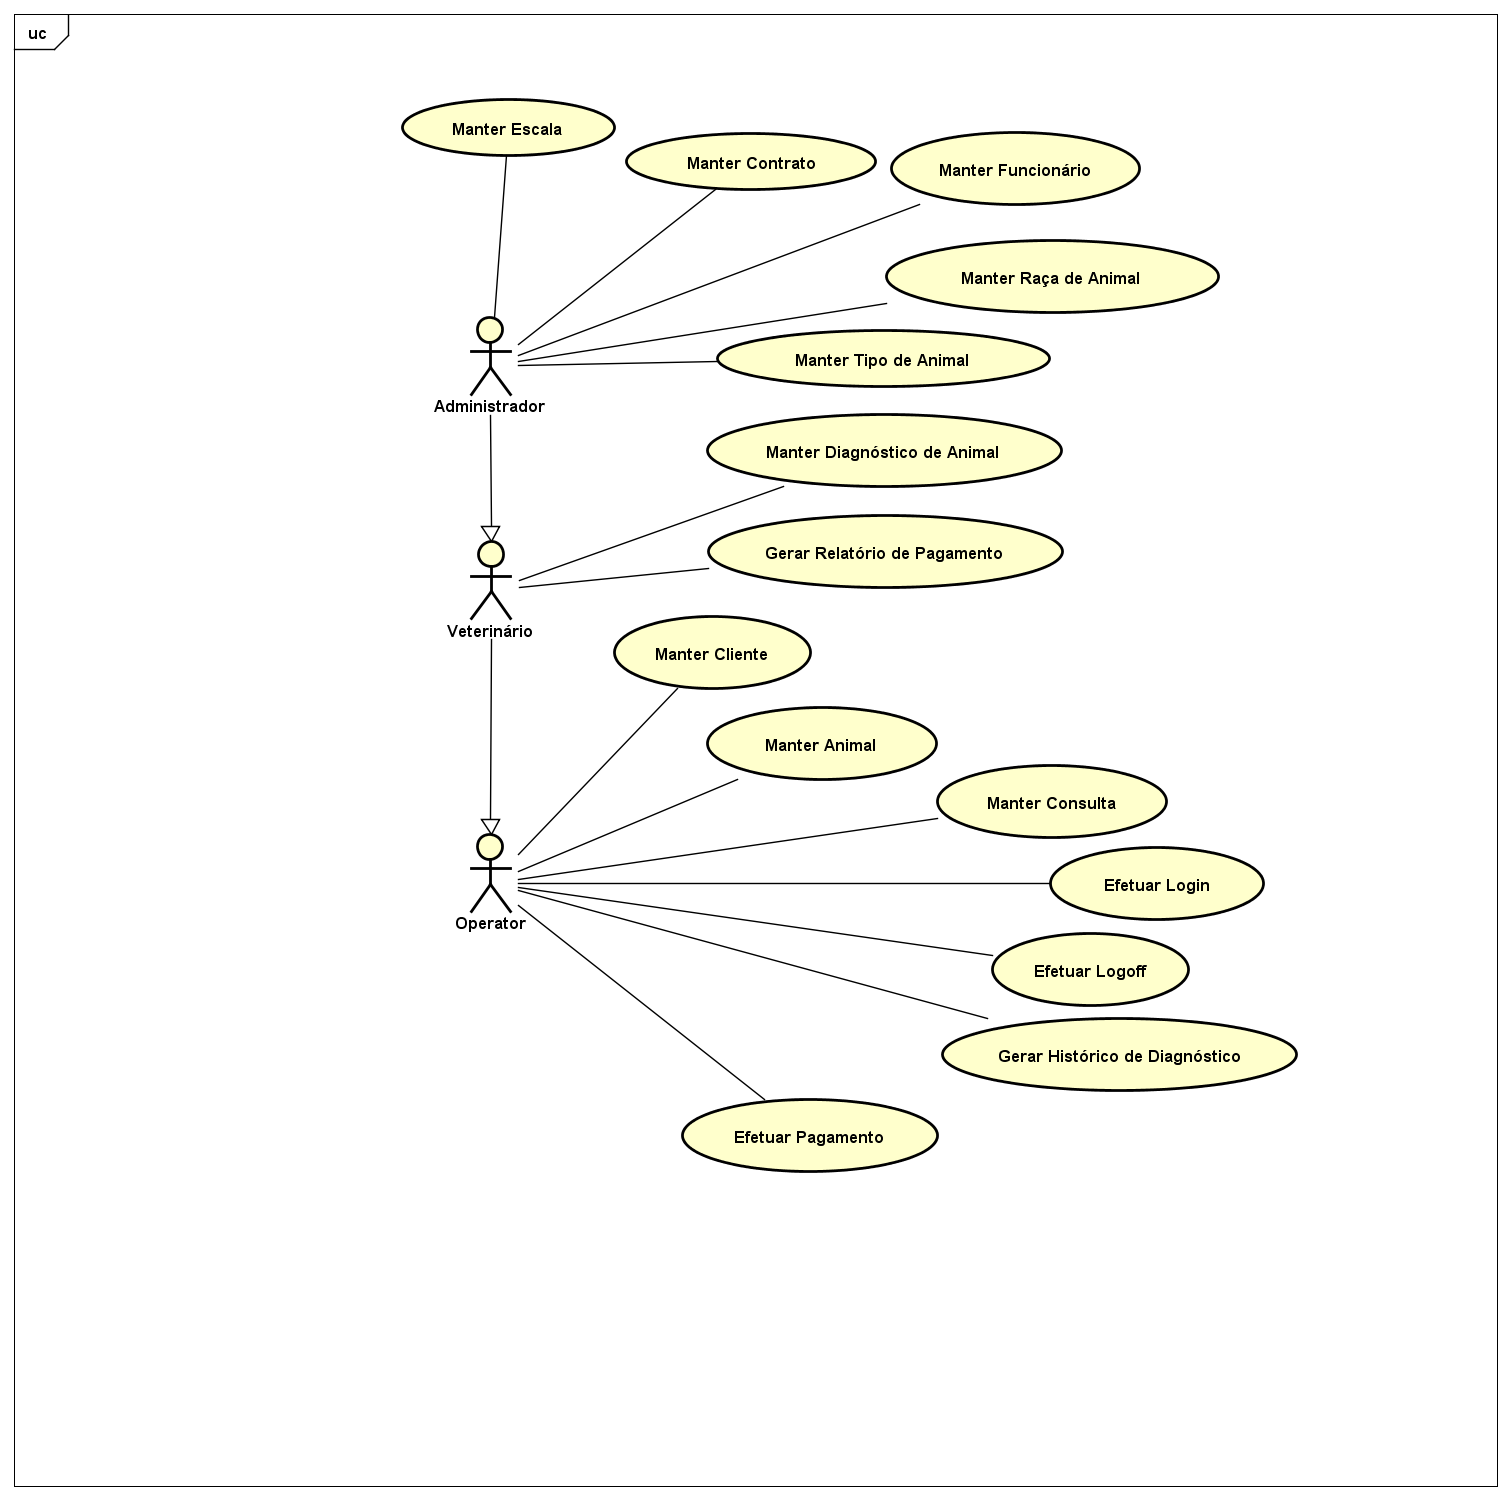 uc
Manter Escala
Manter Contrato
Manter Funcionário
Manter Raça de Animal
Manter Tipo de Animal
Administrador
Manter Diagnóstico de Animal
Gerar Relatório de Pagamento
Veterinário
Manter Cliente
Manter Animal
Manter Consulta
Efetuar Login
Operator
Efetuar Logoff
Gerar Histórico de Diagnóstico
Efetuar Pagamento